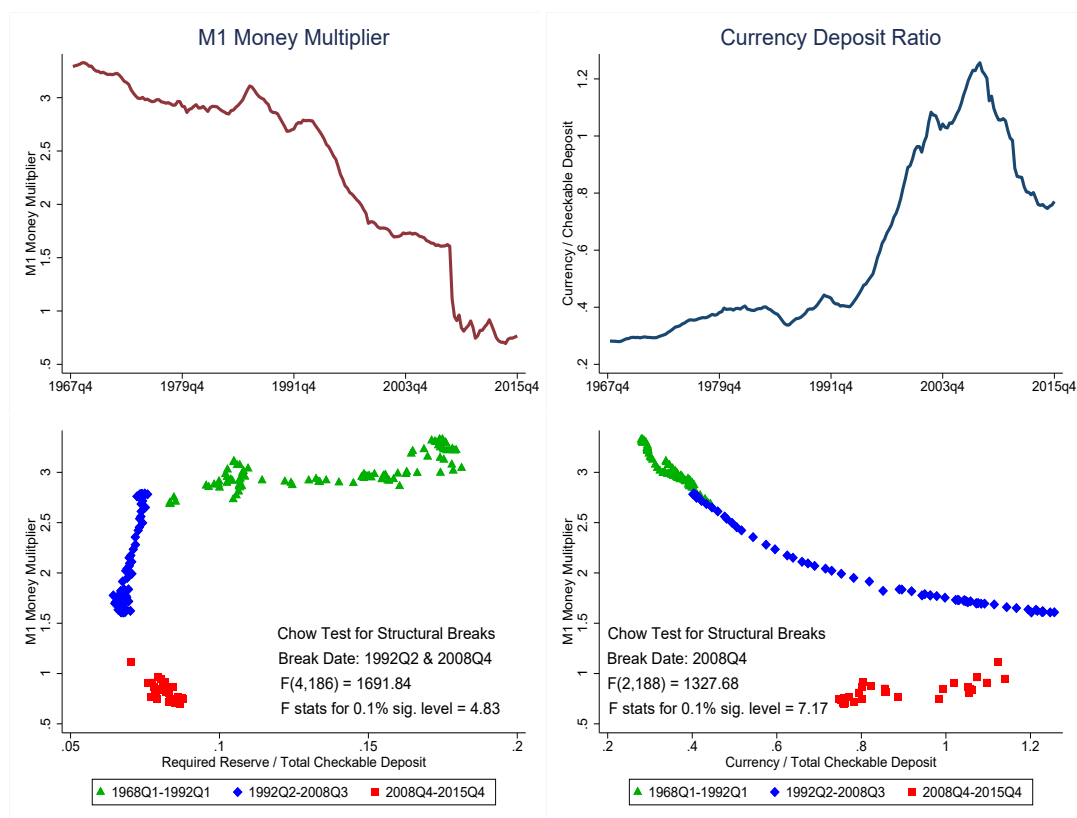 M1 Money Multiplier
M1 Money Mulitplier
3
2.5
2
1.5
1
.5
1967q4 1979q4 1991q4 2003q4 2015q4
Currency Deposit Ratio
Currency / Checkable Deposit
1.2
1
.8
.6
.4
.2
1967q4 1979q4 1991q4 2003q4 2015q4
M1 Money Mulitplier
3
2.5
2
1.5
1
.5
Chow Test for Structural Breaks
Break Date: 1992Q2 & 2008Q4
F(4,186) = 1691.84
F stats for 0.1% sig. level = 4.83
.05 .1 .15 .2
Required Reserve / Total Checkable Deposit
1968Q1-1992Q1 1992Q2-2008Q3 2008Q4-2015Q4
M1 Money Mulitplier
3
2.5
2
1.5
1
.5
Chow Test for Structural Breaks
Break Date: 2008Q4
F(2,188) = 1327.68
F stats for 0.1% sig. level = 7.17
.2 .4 .6 .8 1 1.2
Currency / Total Checkable Deposit
1968Q1-1992Q1 1992Q2-2008Q3 2008Q4-2015Q4